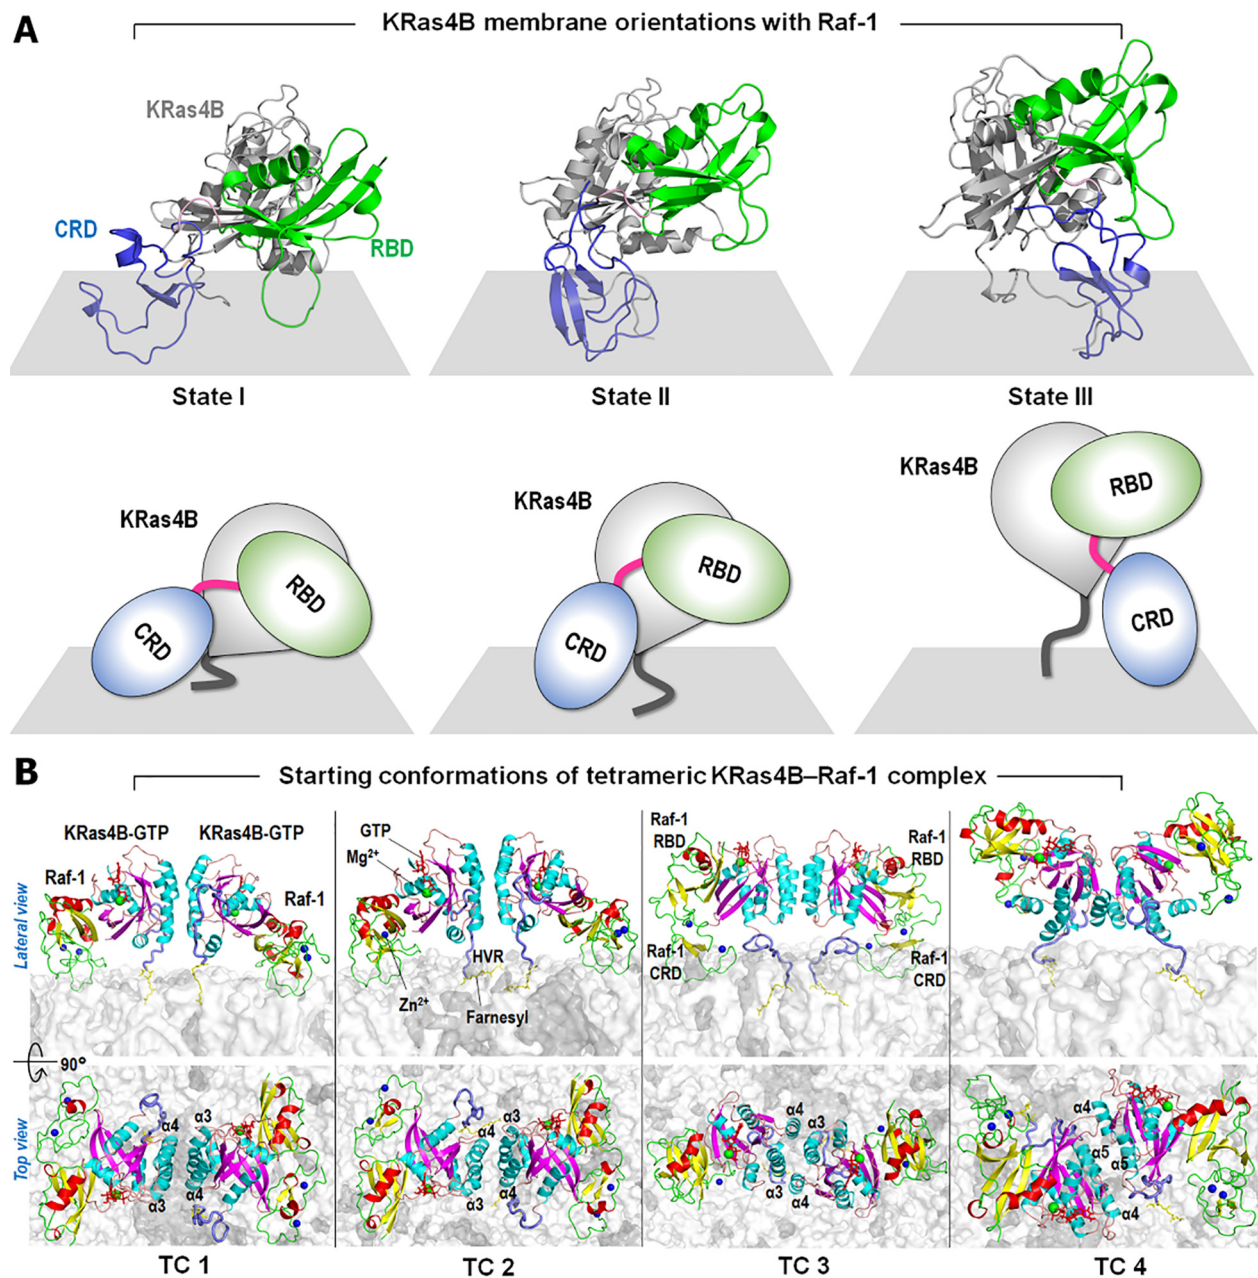 A
KRas4B membrane orientations with Raf-1
KRas4B
CRD
RBD
State I
State II
State III
KRas4B
RBD
CRD
KRas4B
RBD
CRD
KRas4B
RBD
CRD
B
Starting conformations of tetrameric KRas4B–Raf-1 complex
Lateral view
KRas4B-GTP
KRas4B-GTP
Raf-1
Raf-1
GTP
Mg²⁺
HVR
Zn²⁺
Farnesyl
Raf-1
RBD
Raf-1
RBD
Raf-1
CRD
Raf-1
CRD
90°
Top view
α4
α3
α3
α4
α3
α4
α3
α4
α4
α3
α3
α4
α4
α5
α5
α4
TC 1
TC 2
TC 3
TC 4